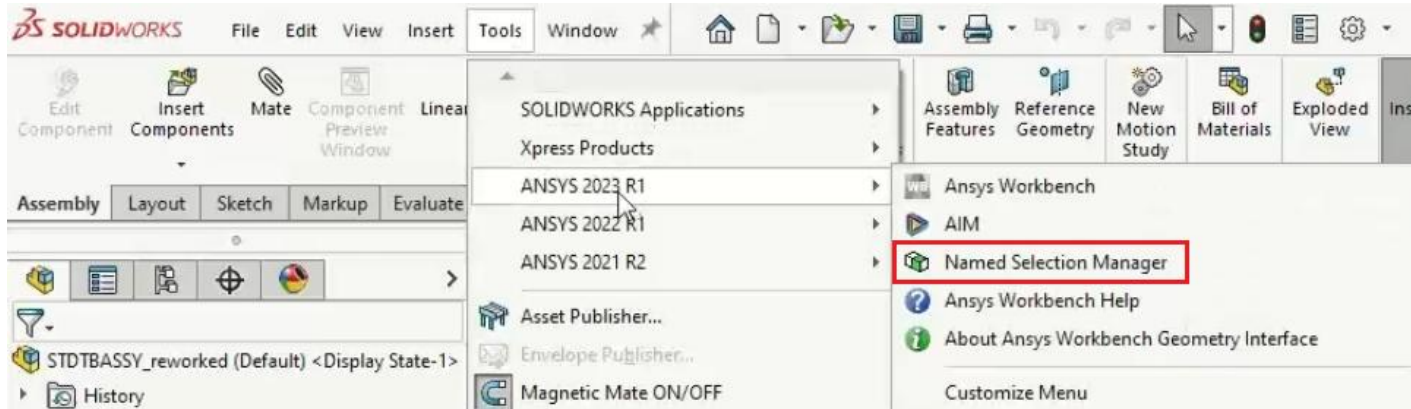 SOLIDWORKS File Edit View Insert Tools Window
Edit Component
Insert Components
Mate
Component Preview Window
Linear
SOLIDWORKS Applications
Xpress Products
ANSYS 2023 R1
ANSYS 2022 R1
ANSYS 2021 R2
Asset Publisher...
Envelope Publisher...
Magnetic Mate ON/OFF
Assembly Features
Reference Geometry
New Motion Study
Bill of Materials
Exploded View
Ins
Ansys Workbench
AIM
Named Selection Manager
Ansys Workbench Help
About Ansys Workbench Geometry Interface
Customize Menu
Assembly Layout Sketch Markup Evaluate
STDTBASSY_reworked (Default) <Display State-1>
History